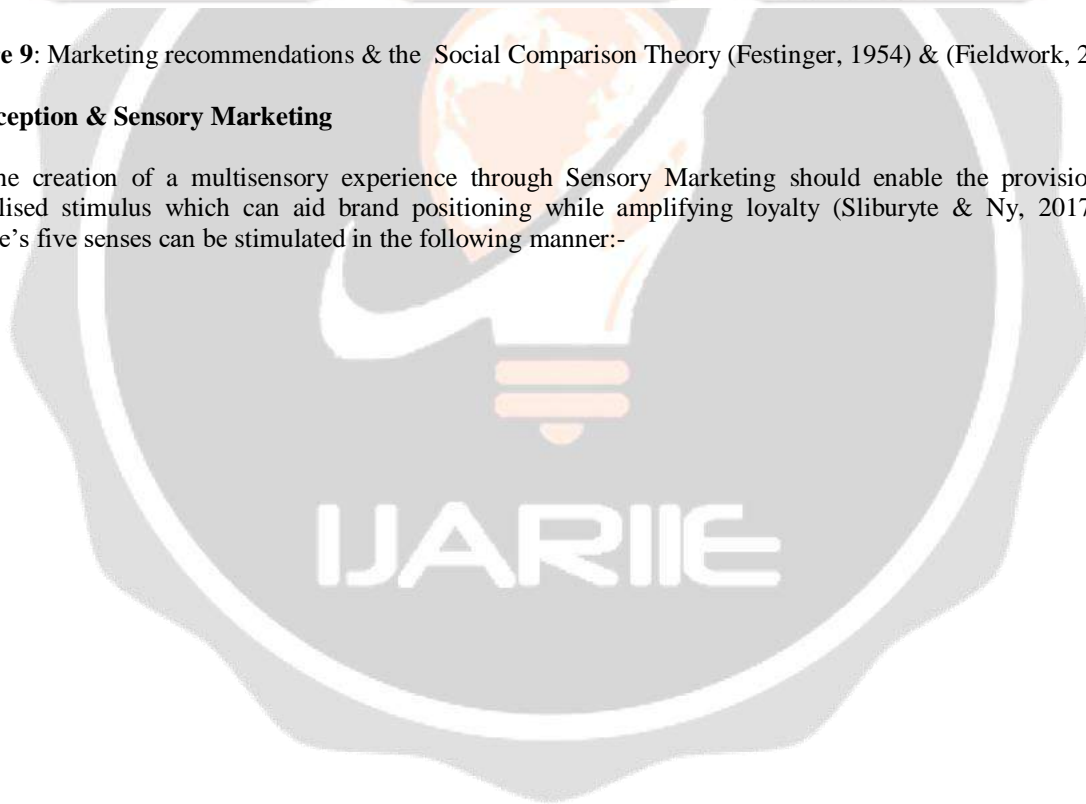 e 9: Marketing recommendations & the Social Comparison Theory (Festinger, 1954) & (Fieldwork, 2
ception & Sensory Marketing
ne creation of a multisensory experience through Sensory Marketing should enable the provisio
lised stimulus which can aid brand positioning while amplifying loyalty (Sliburyte & Ny, 2017
e's five senses can be stimulated in the following manner:-
IJARIIE